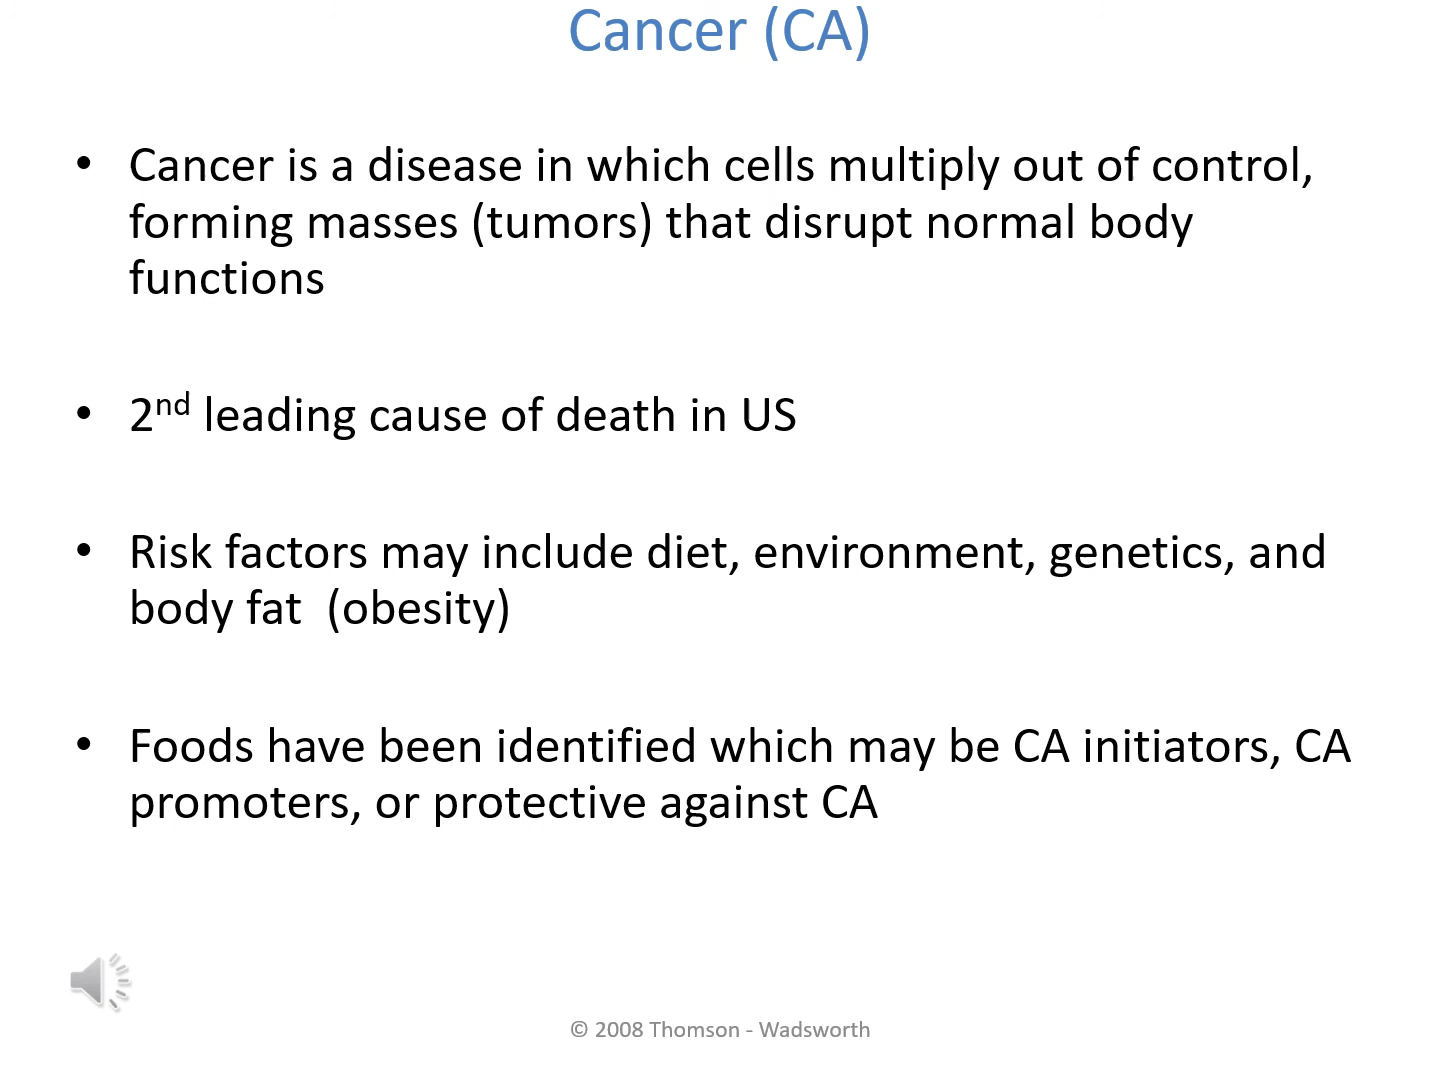 Cancer (CA)
• Cancer is a disease in which cells multiply out of control,
forming masses (tumors) that disrupt normal body
functions
• 2nd leading cause of death in US
• Risk factors may include diet, environment, genetics, and
body fat  (obesity)
• Foods have been identified which may be CA initiators, CA
promoters, or protective against CA
© 2008 Thomson - Wadsworth